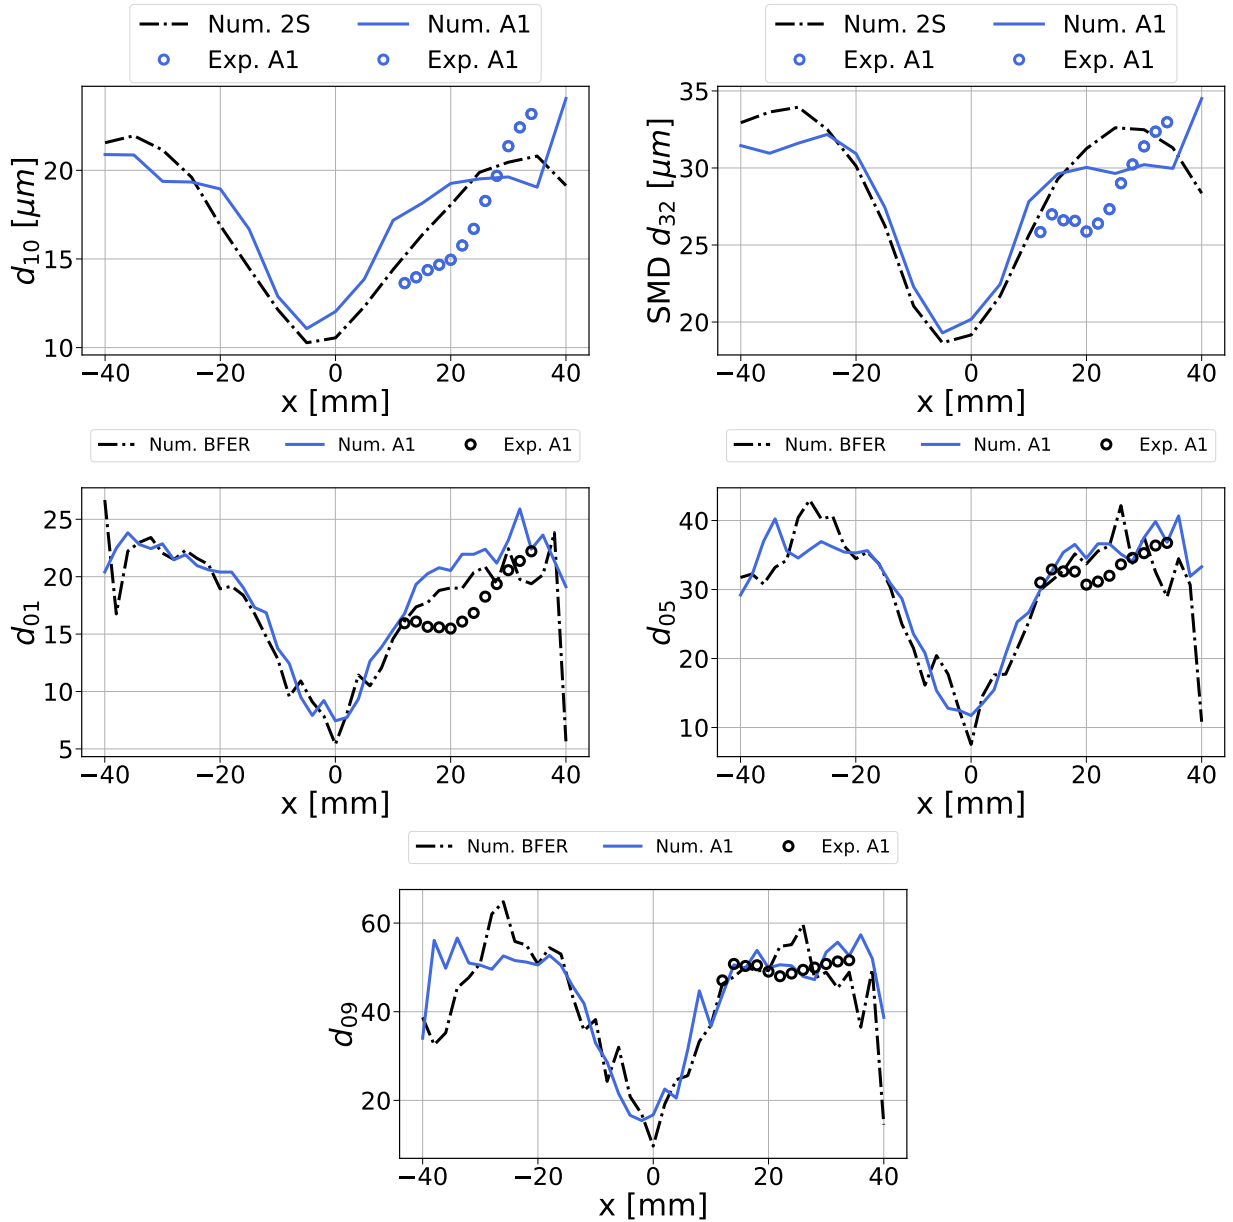 Num. 2S Num. A1
Exp. A1 Exp. A1
Num. 2S Num. A1
Exp. A1 Exp. A1
d10 [μm]
20
15
10
−40 −20 0 20 40
x [mm]
SMD d32 [μm]
35
30
25
20
−40 −20 0 20 40
x [mm]
Num. BFER Num. A1 Exp. A1
Num. BFER Num. A1 Exp. A1
d01
25
20
15
10
5
−40 −20 0 20 40
x [mm]
d05
40
30
20
10
−40 −20 0 20 40
x [mm]
Num. BFER Num. A1 Exp. A1
d09
60
40
20
−40 −20 0 20 40
x [mm]